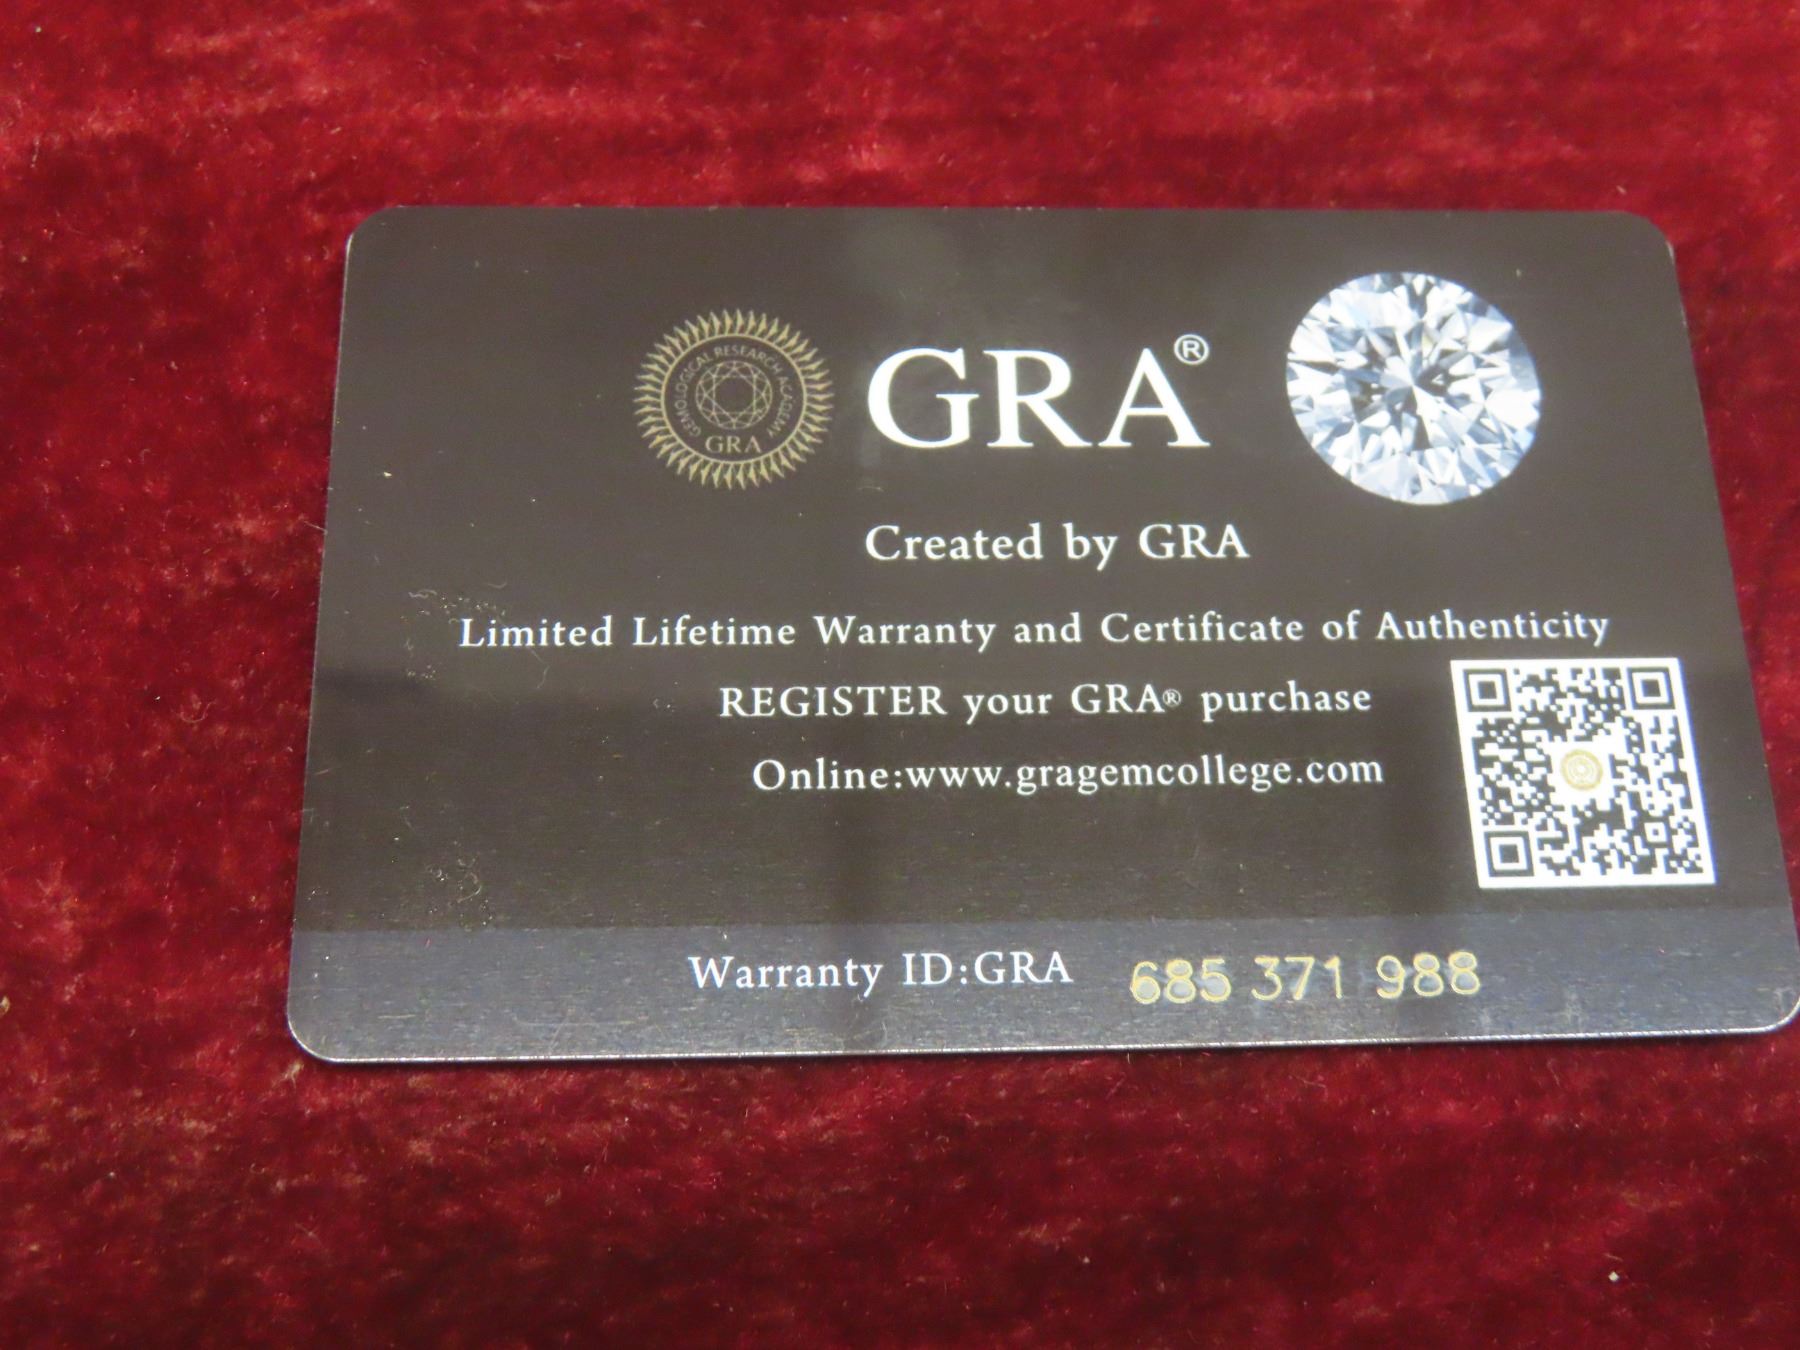 GEMOLOGICAL RESEARCH ACADEMY
GRA
GRA®
Created by GRA
Limited Lifetime Warranty and Certificate of Authenticity
REGISTER your GRA® purchase
Online:www.gragemcollege.com
Warranty ID:GRA 685 371 988